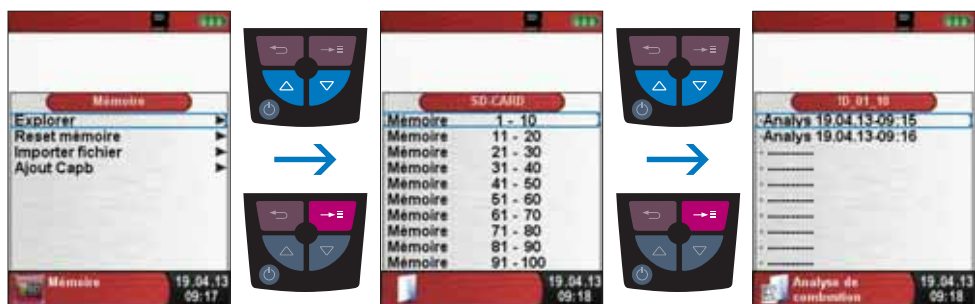 Mémoire
Explorer
Reset mémoire
Importer fichier
Ajout Capb
Mémoire
19.04.13
09:17
SD-CARD
Mémoire 1 - 10
Mémoire 11 - 20
Mémoire 21 - 30
Mémoire 31 - 40
Mémoire 41 - 50
Mémoire 51 - 60
Mémoire 61 - 70
Mémoire 71 - 80
Mémoire 81 - 90
Mémoire 91 - 100
19.04.13
09:18
ID_01_10
Analys 19.04.13-09:15
Analys 19.04.13-09:16
Analyse de
combustion
19.04.13
09:18